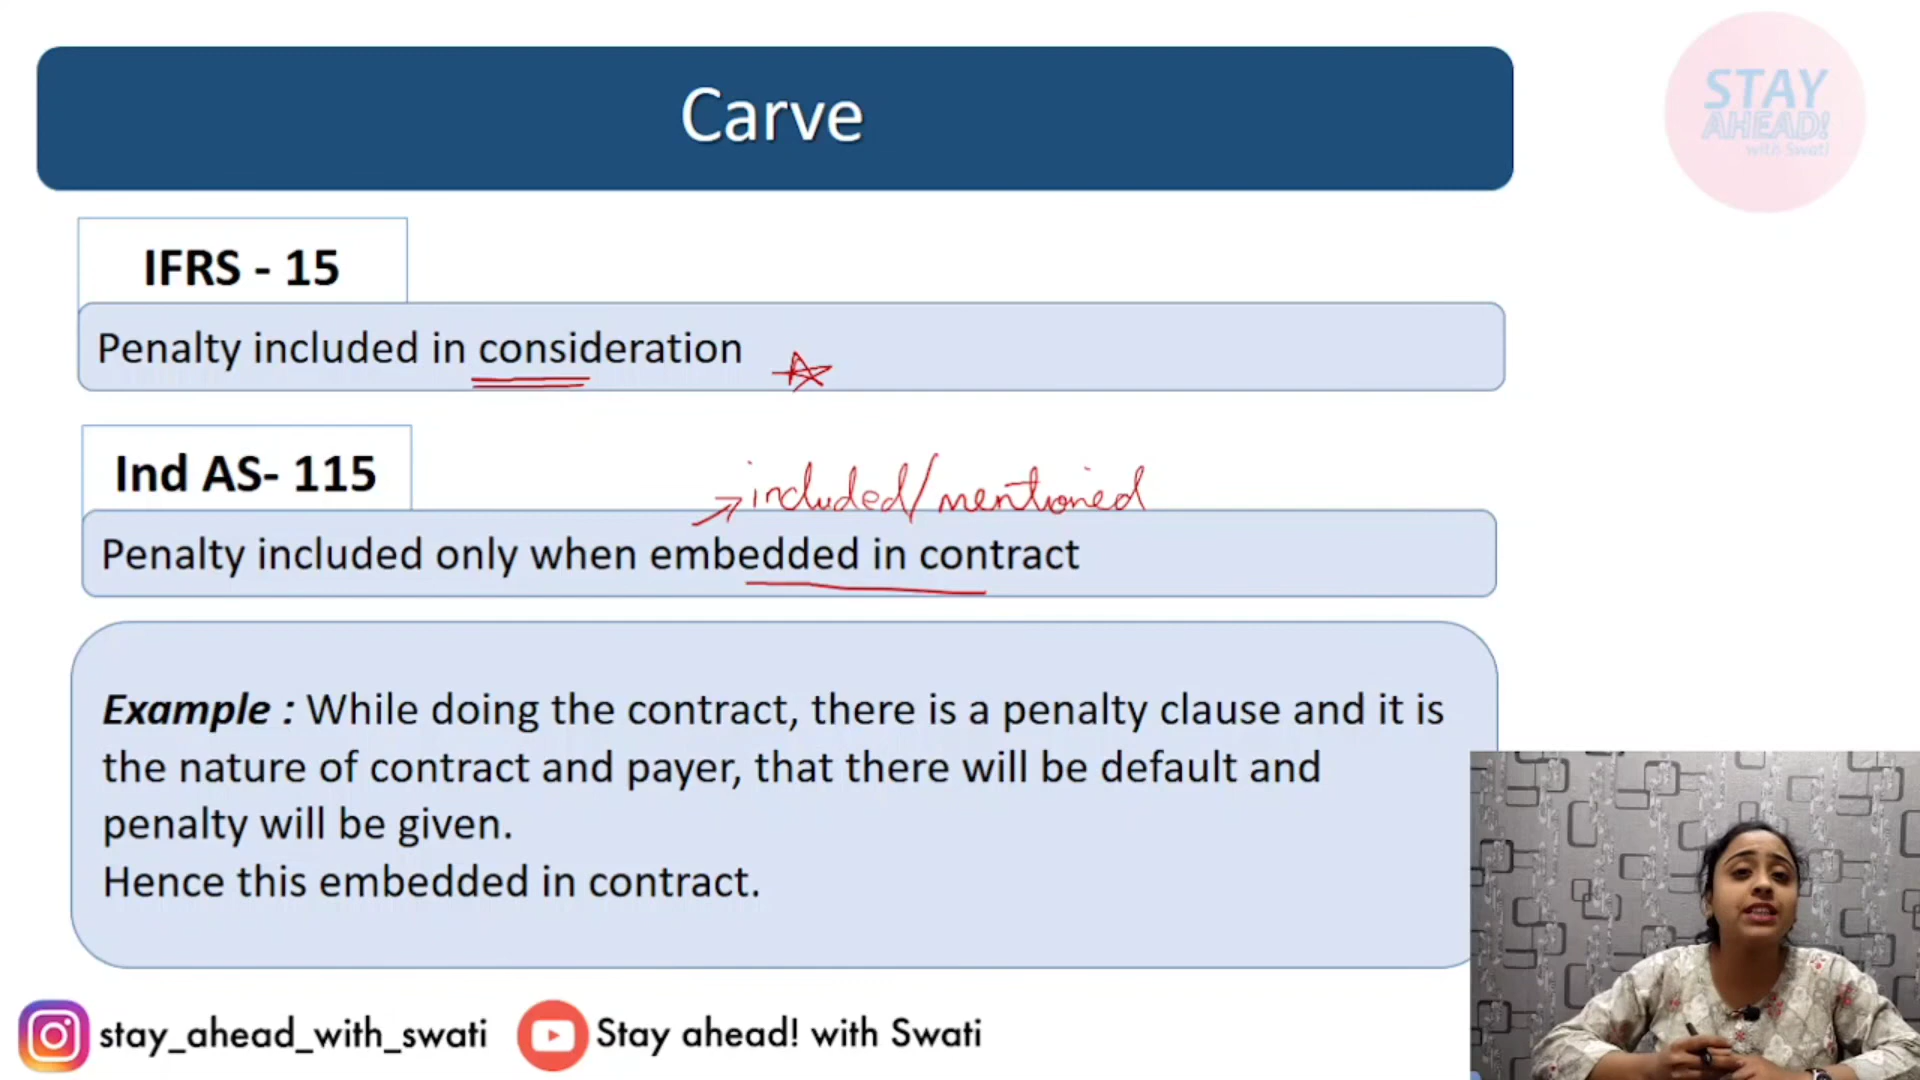 Carve
STAY
AHEAD!
with Swati
IFRS - 15
Penalty included in consideration
Ind AS- 115
included/mentioned
Penalty included only when embedded in contract
Example : While doing the contract, there is a penalty clause and it is
the nature of contract and payer, that there will be default and
penalty will be given.
Hence this embedded in contract.
stay_ahead_with_swati
Stay ahead! with Swati